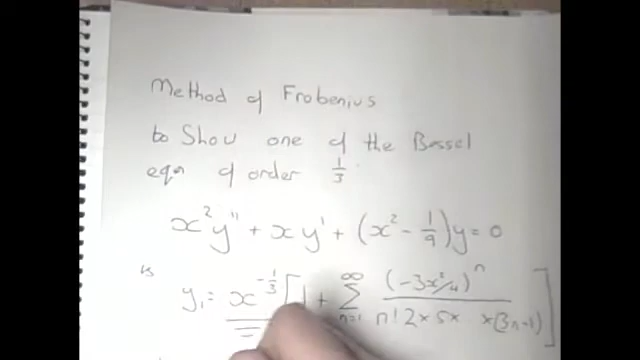 Method of Frobenius
to Show one of the Bessel
eqn of order 1/3
x²y" + xy' + (x² - 1/9)y = 0
is
y₁ = x^(-1/3) [1 + ∑_{n=1}^{∞} (-3x²/4)^n / (n! 2×5× ×(3n-1))]